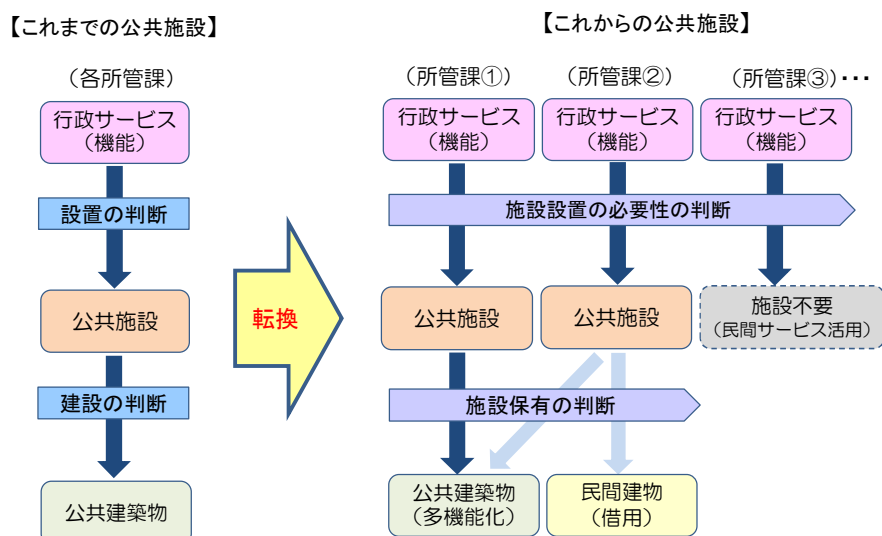 【これまでの公共施設】
(各所管課)
行政サービス
(機能)
設置の判断
公共施設
建設の判断
公共建築物
転換
【これからの公共施設】
(所管課①)
(所管課②)
(所管課③)・・・
行政サービス
(機能)
行政サービス
(機能)
行政サービス
(機能)
施設設置の必要性の判断
公共施設
公共施設
施設不要
(民間サービス活用)
施設保有の判断
公共建築物
(多機能化)
民間建物
(借用)